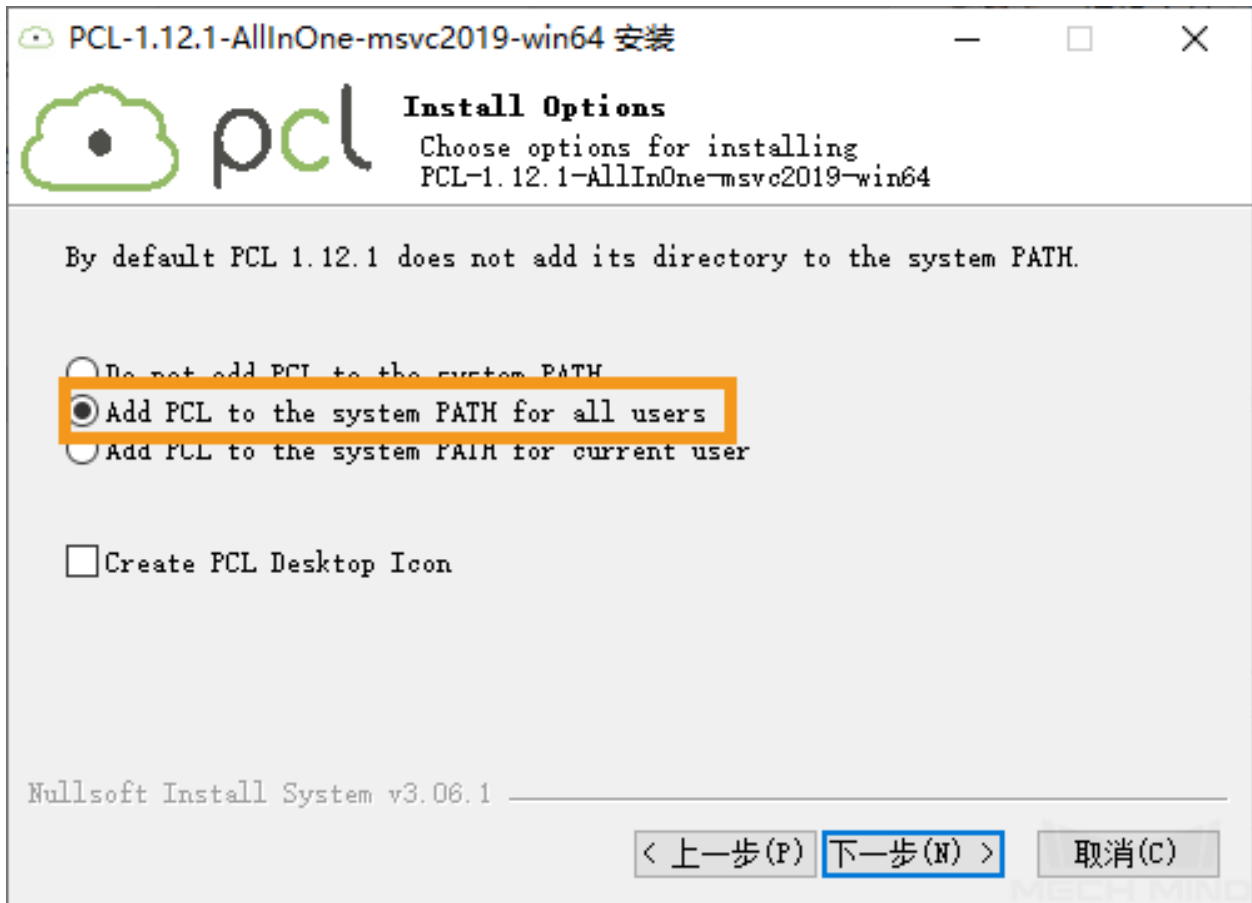 PCL-1.12.1-AllInOne-msvc2019-win64 安装
pcl
Install Options
Choose options for installing
PCL-1.12.1-AllInOne-msvc2019-win64
By default PCL 1.12.1 does not add its directory to the system PATH.
Do not add PCL to the system PATH
Add PCL to the system PATH for all users
Add PCL to the system PATH for current user
Create PCL Desktop Icon
Nullsoft Install System v3.06.1
< 上一步(P) 下一步(N) > 取消(C)
MECH MIND